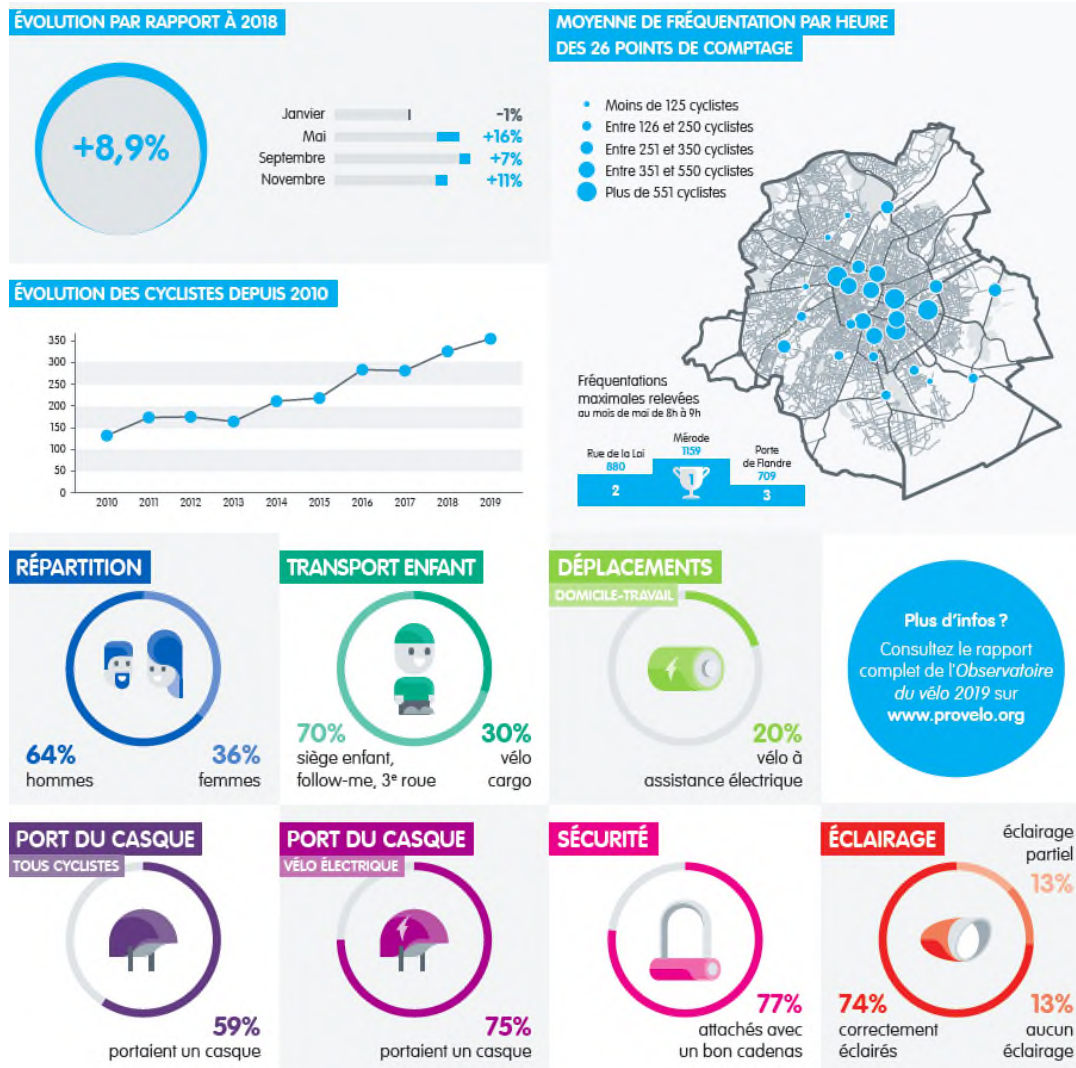 ÉVOLUTION PAR RAPPORT À 2018
+8,9%
Janvier -1%
Mai +16%
Septembre +7%
Novembre +11%
MOYENNE DE FRÉQUENTATION PAR HEURE
DES 26 POINTS DE COMPTAGE
Moins de 125 cyclistes
Entre 126 et 250 cyclistes
Entre 251 et 350 cyclistes
Entre 351 et 550 cyclistes
Plus de 551 cyclistes
Fréquentations
maximales relevées
au mois de mai de 8h à 9h
Rue de la Loi
880
2
Mérode
1159
1
Porte
de Flandre
709
3
ÉVOLUTION DES CYCLISTES DEPUIS 2010
350
300
250
200
150
100
50
0
2010 2011 2012 2013 2014 2015 2016 2017 2018 2019
RÉPARTITION
64%
hommes
36%
femmes
TRANSPORT ENFANT
70%
siège enfant,
follow-me, 3e roue
30%
vélo
cargo
DÉPLACEMENTS
DOMICILE-TRAVAIL
20%
vélo à
assistance électrique
Plus d'infos ?
Consultez le rapport
complet de l'Observatoire
du vélo 2019 sur
www.provelo.org
PORT DU CASQUE
TOUS CYCLISTES
59%
portaient un casque
PORT DU CASQUE
VÉLO ÉLECTRIQUE
75%
portaient un casque
SÉCURITÉ
77%
attachés avec
un bon cadenas
ÉCLAIRAGE
éclairage
partiel
13%
74%
correctement
éclairés
13%
aucun
éclairage